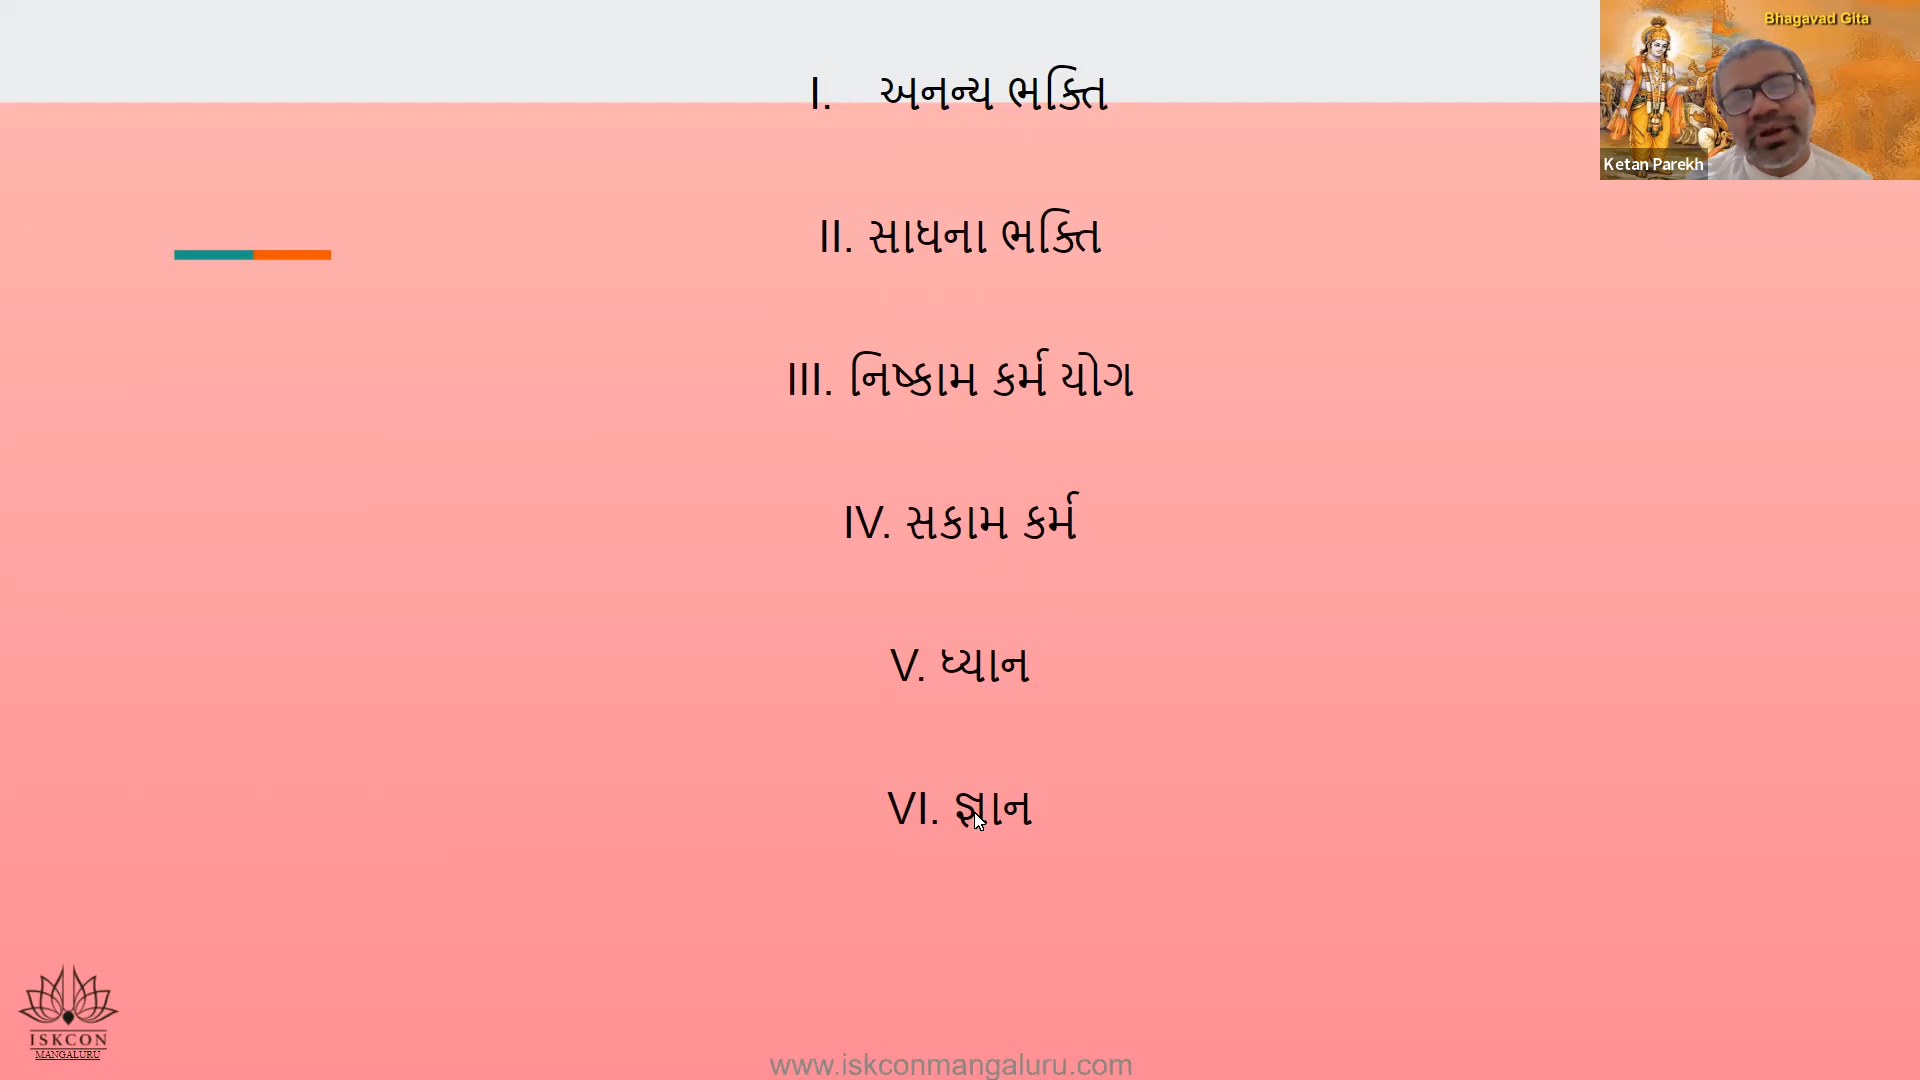 Bhagavad Gita
Ketan Parekh
I. અનન્ય ભક્તિ
II. સાધના ભક્તિ
III. નિષ્કામ કર્મ યોગ
IV. સકામ કર્મ
V. ધ્યાન
VI. જ્ઞાન
ISKCON
MANGALURU
www.iskconmangaluru.com